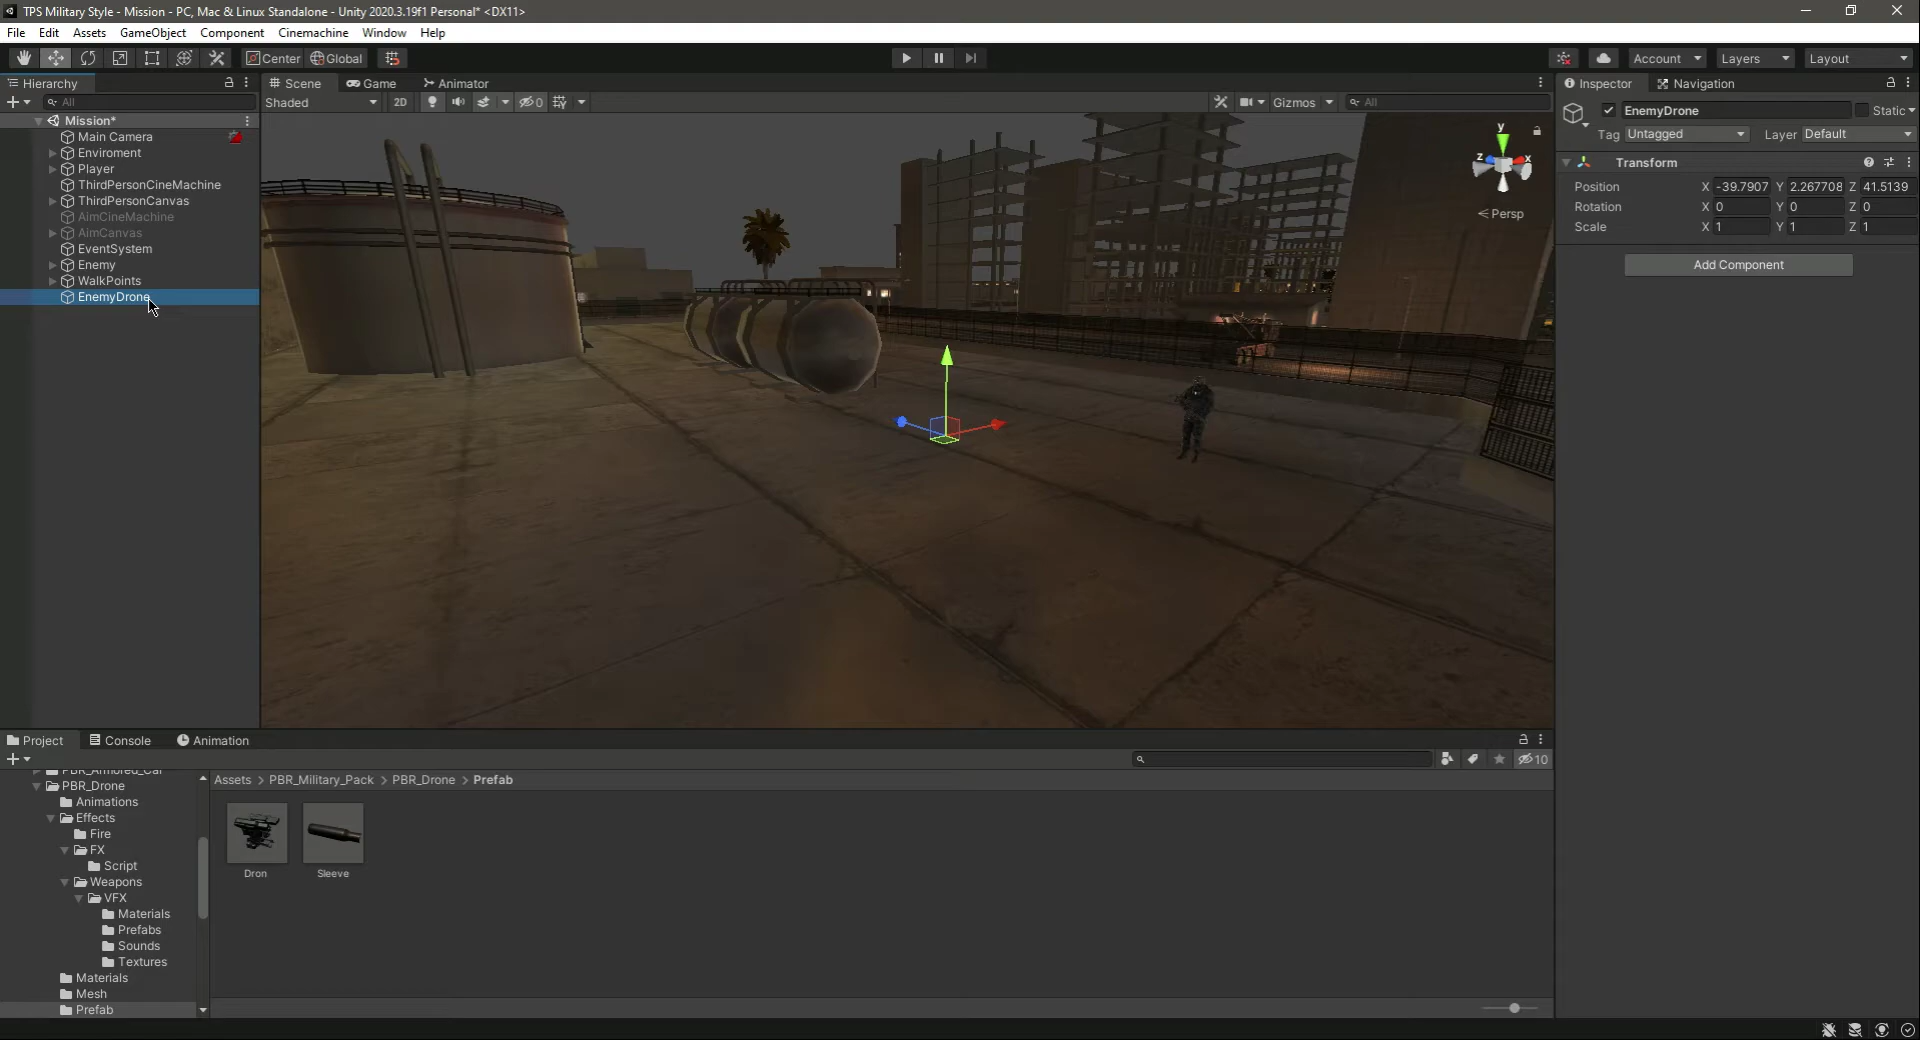 TPS Military Style - Mission - PC, Mac & Linux Standalone - Unity 2020.3.19f1 Personal* <DX11>
File Edit Assets GameObject Component Cinemachine Window Help
Center Global Account Layers Layout
Hierarchy
All
Mission*
Main Camera
Enviroment
Player
ThirdPersonCineMachine
ThirdPersonCanvas
AimCineMachine
AimCanvas
EventSystem
Enemy
WalkPoints
EnemyDrone
Scene Game Animator
Shaded 2D 0 Gizmos All
y
z x
Persp
Inspector Navigation
EnemyDrone Static
Tag Untagged Layer Default
Transform
Position X -39.7907 Y 2.267708 Z 41.5139
Rotation X 0 Y 0 Z 0
Scale X 1 Y 1 Z 1
Add Component
Project Console Animation
10
PBR_Armored_Car
PBR_Drone
Animations
Effects
Fire
FX
Script
Weapons
VFX
Materials
Prefabs
Sounds
Textures
Materials
Mesh
Prefab
Assets > PBR_Military_Pack > PBR_Drone > Prefab
Dron Sleeve